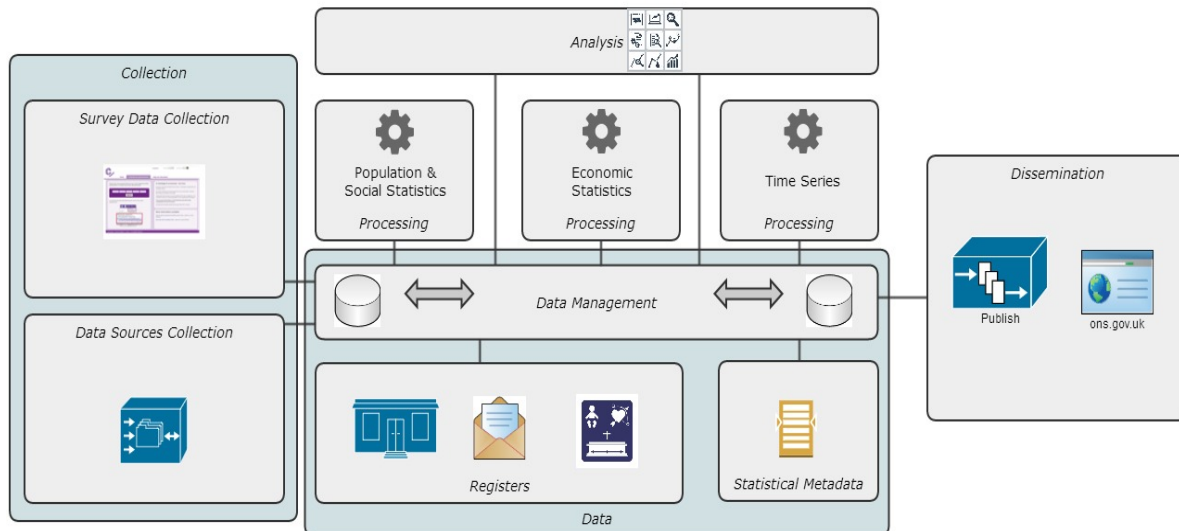 Analysis
Collection
Survey Data Collection
Data Sources Collection
Population &
Social Statistics
Processing
Economic
Statistics
Processing
Time Series
Processing
Data Management
Registers
Statistical Metadata
Data
Dissemination
Publish
ons.gov.uk